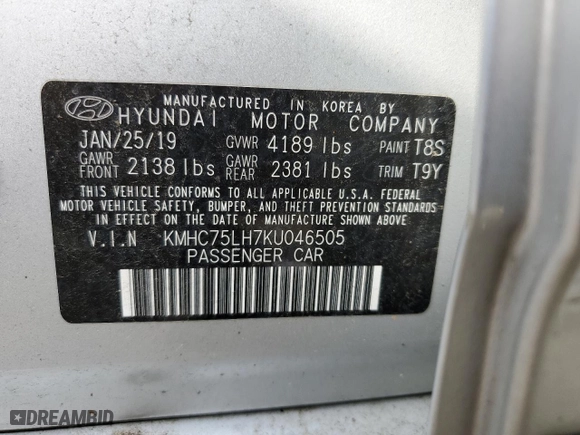 MANUFACTURED IN KOREA BY
HYUNDAI MOTOR COMPANY
JAN/25/19 GVWR 4189 lbs PAINT T8S
GAWR FRONT 2138 lbs GAWR REAR 2381 lbs TRIM T9Y
THIS VEHICLE CONFORMS TO ALL APPLICABLE U.S.A. FEDERAL
MOTOR VEHICLE SAFETY, BUMPER, AND THEFT PREVENTION
STANDARDS IN EFFECT ON THE DATE OF MANUFACTURE SHOWN ABOVE.
V.I.N KMHC75LH7KU046505
PASSENGER CAR
DREAMBID